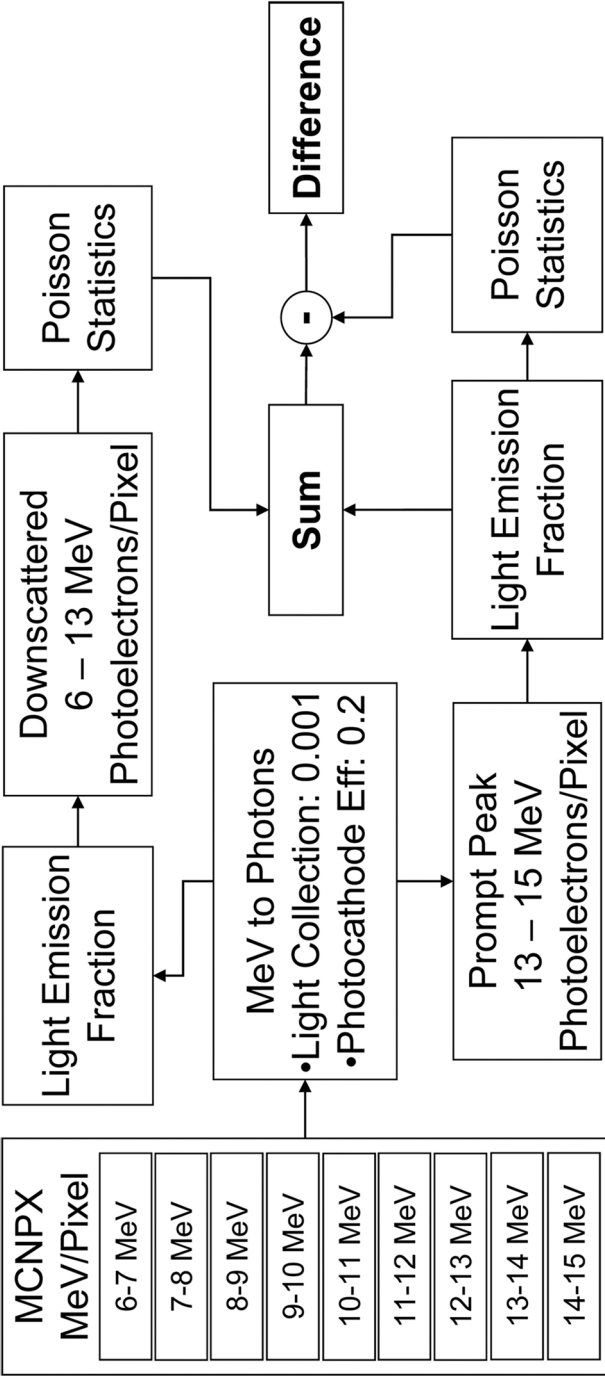 MCNPX
MeV/Pixel
6-7 MeV
7-8 MeV
8-9 MeV
9-10 MeV
10-11 MeV
11-12 MeV
12-13 MeV
13-14 MeV
14-15 MeV
Light Emission
Fraction
MeV to Photons
•Light Collection: 0.001
•Photocathode Eff: 0.2
Prompt Peak
13 – 15 MeV
Photoelectrons/Pixel
Downscattered
6 – 13 MeV
Photoelectrons/Pixel
Sum
Light Emission
Fraction
Poisson
Statistics
-
Poisson
Statistics
Difference